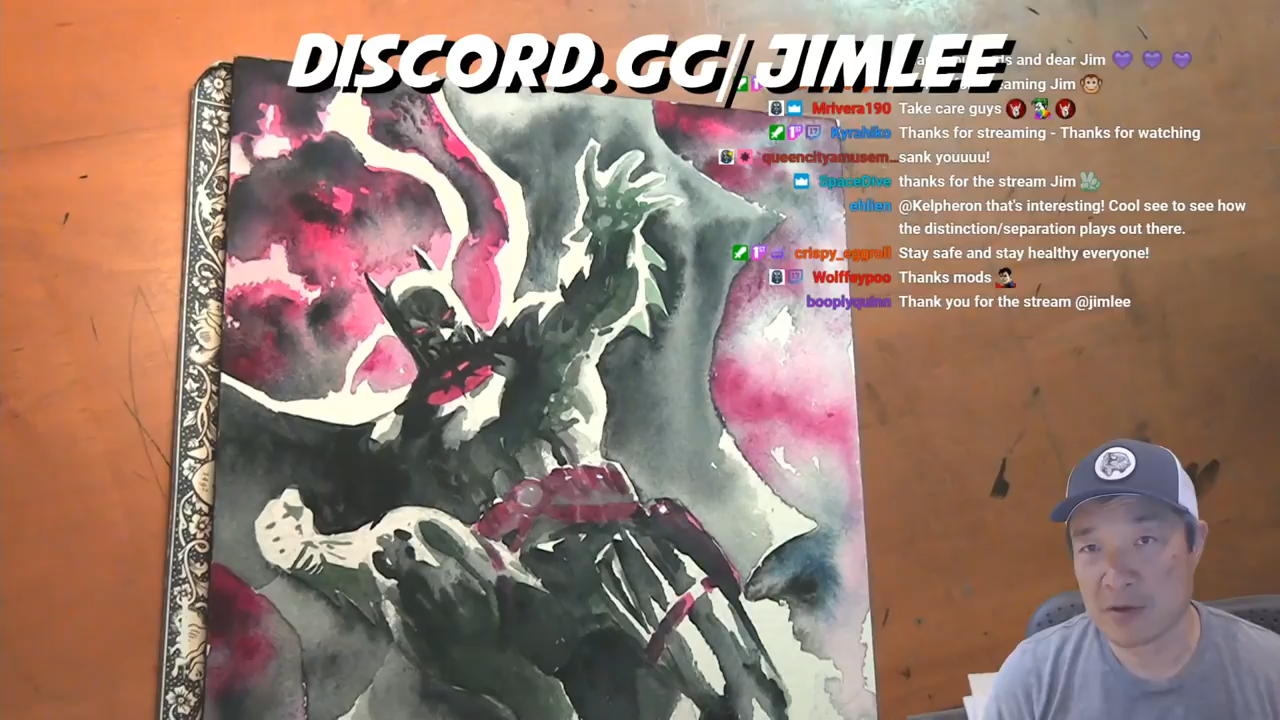 DISCORD.GG/JIMLEE
and dear Jim
Jim
Mrivera190 Take care guys
Kyrahiko Thanks for streaming - Thanks for watching
queencityamusem... sank youuuu!
SpaceDive thanks for the stream Jim
ehlien @Kelpheron that's interesting! Cool see to see how
the distinction/separation plays out there.
crispy_eggroll Stay safe and stay healthy everyone!
Wolffeypoo Thanks mods
booplyquinn Thank you for the stream @jimlee